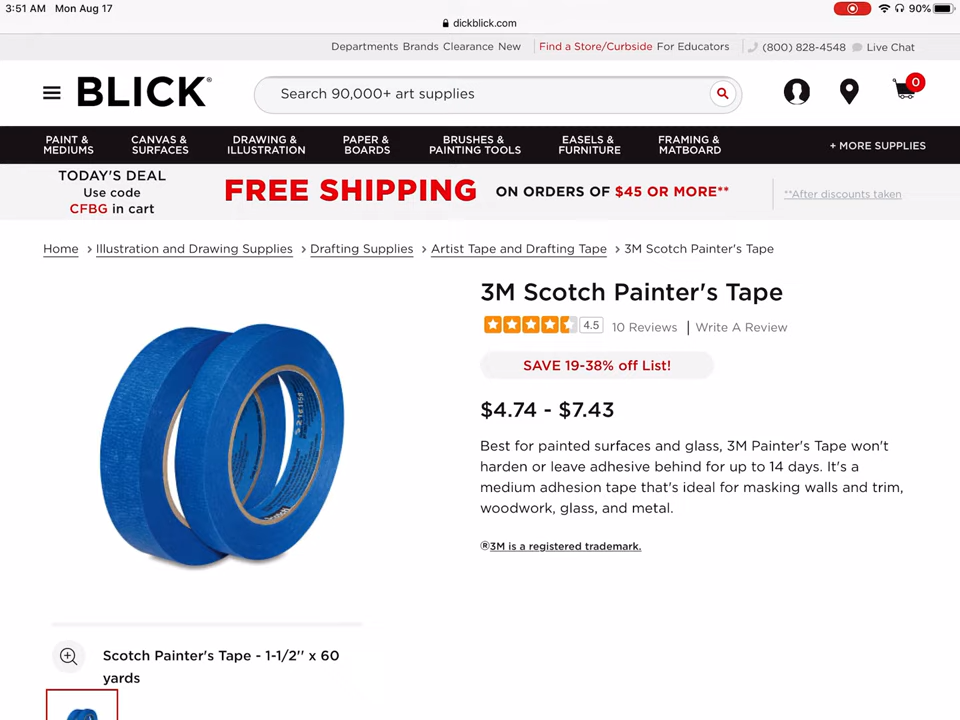 3:51 AM Mon Aug 17
90%
dickblick.com
Departments Brands Clearance New Find a Store/Curbside For Educators (800) 828-4548 Live Chat
BLICK®
Search 90,000+ art supplies
0
PAINT & MEDIUMS
CANVAS & SURFACES
DRAWING & ILLUSTRATION
PAPER & BOARDS
BRUSHES & PAINTING TOOLS
EASELS & FURNITURE
FRAMING & MATBOARD
+ MORE SUPPLIES
TODAY'S DEAL
Use code
CFBG in cart
FREE SHIPPING ON ORDERS OF $45 OR MORE**
**After discounts taken
Home > Illustration and Drawing Supplies > Drafting Supplies > Artist Tape and Drafting Tape > 3M Scotch Painter's Tape
3M Scotch Painter's Tape
4.5 10 Reviews | Write A Review
SAVE 19-38% off List!
$4.74 - $7.43
Best for painted surfaces and glass, 3M Painter's Tape won't
harden or leave adhesive behind for up to 14 days. It's a
medium adhesion tape that's ideal for masking walls and trim,
woodwork, glass, and metal.
®3M is a registered trademark.
Scotch Painter's Tape - 1-1/2'' x 60
yards